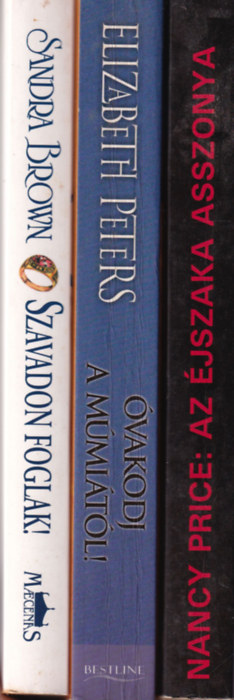 SANDRA BROWN SZAVADON FOGLAK!
MÆCENAS
ELIZABETH PETERS
ÓVAKODJ
A MÚMIÁTÓL!
BESTLINE
NANCY PRICE: AZ ÉJSZAKA ASSZONYA